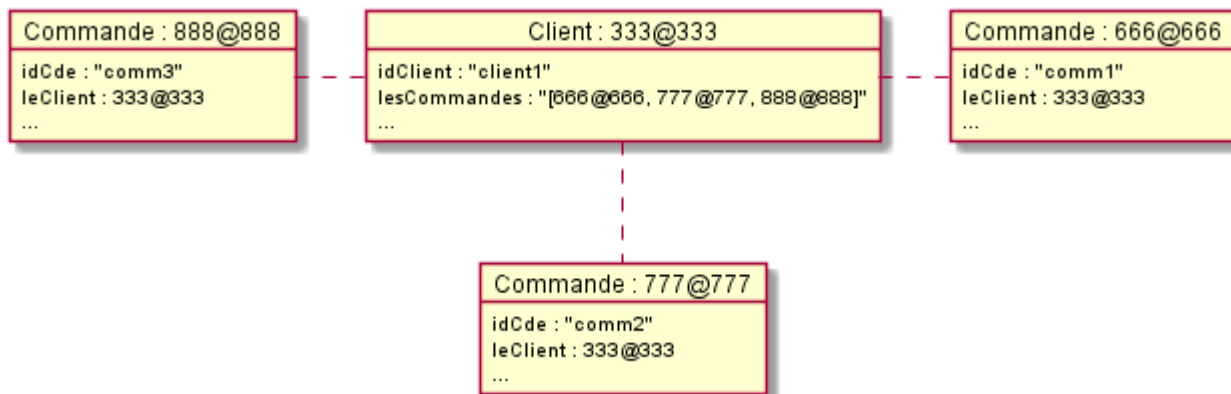 Commande : 888@888
idCde : "comm3"
leClient : 333@333
...
Client : 333@333
idClient : "client1"
lesCommandes : "[666@666, 777@777, 888@888]"
...
Commande : 666@666
idCde : "comm1"
leClient : 333@333
...
Commande : 777@777
idCde : "comm2"
leClient : 333@333
...